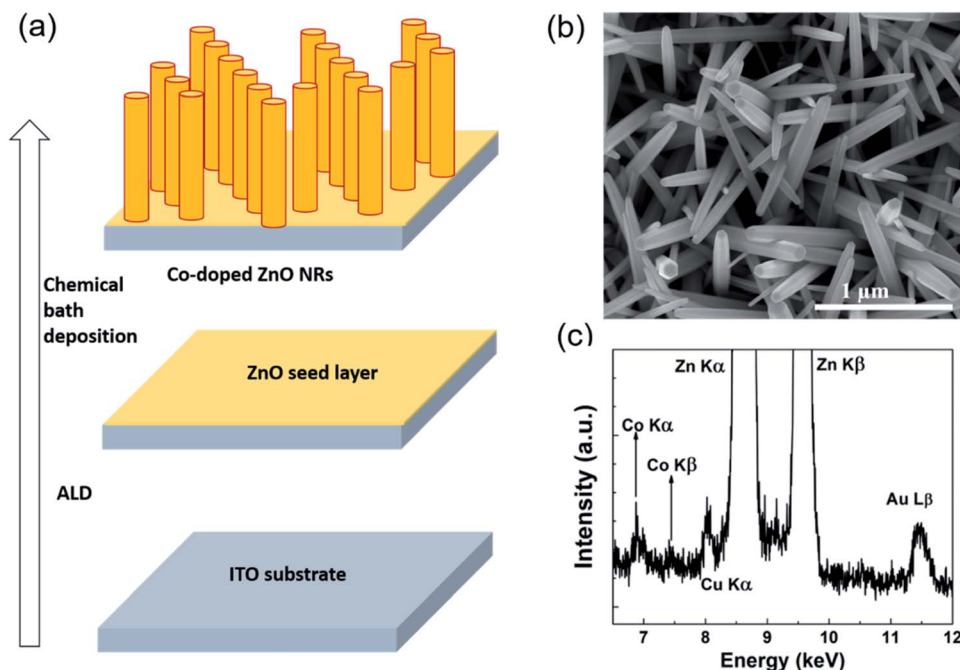 (a)
Co-doped ZnO NRs
Chemical
bath
deposition
ZnO seed layer
ALD
ITO substrate
(b)
1 μm
(c)
Zn Kα
Zn Kβ
Co Kα
Co Kβ
Au Lβ
Cu Kα
Intensity (a.u.)
7 8 9 10 11 12
Energy (keV)